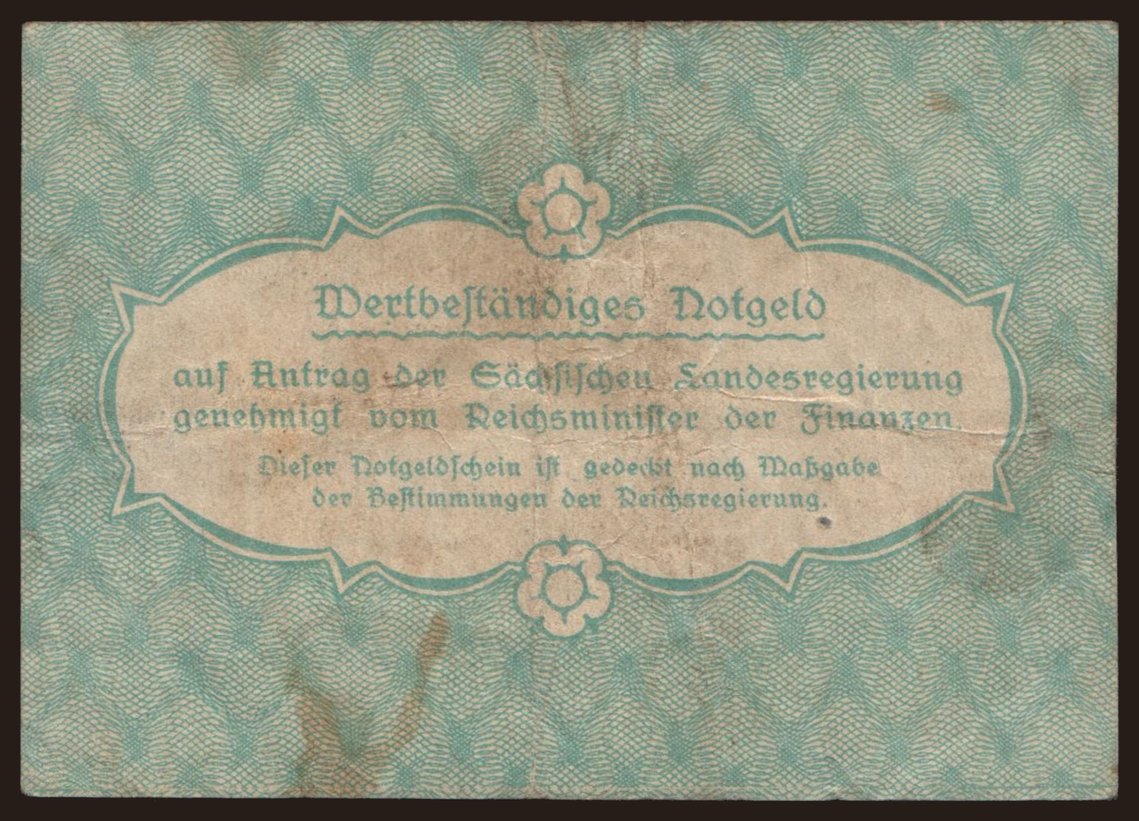 Wertbeständiges Notgeld
auf Antrag der Sächsischen Landesregierung
genehmigt vom Reichsminister der Finanzen.
Dieser Notgeldschein ist gedeckt nach Maßgabe
der Bestimmungen der Reichsregierung.